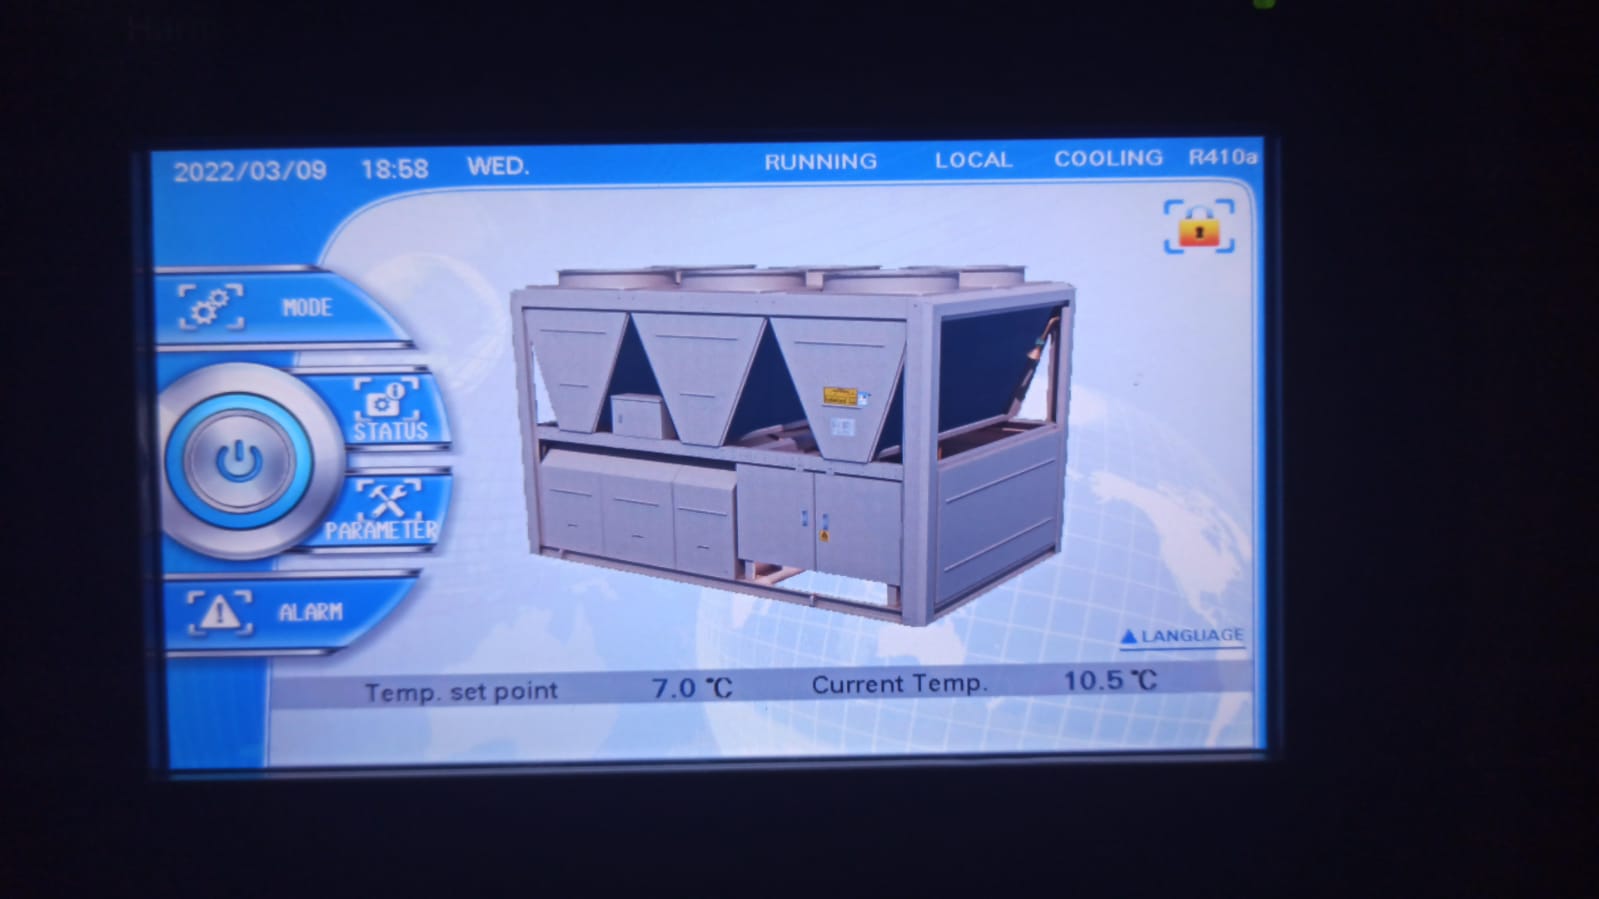 2022/03/09 18:58 WED. RUNNING LOCAL COOLING R410a
MODE
STATUS
PARAMETER
ALARM
LANGUAGE
Temp. set point 7.0 ℃ Current Temp. 10.5 ℃